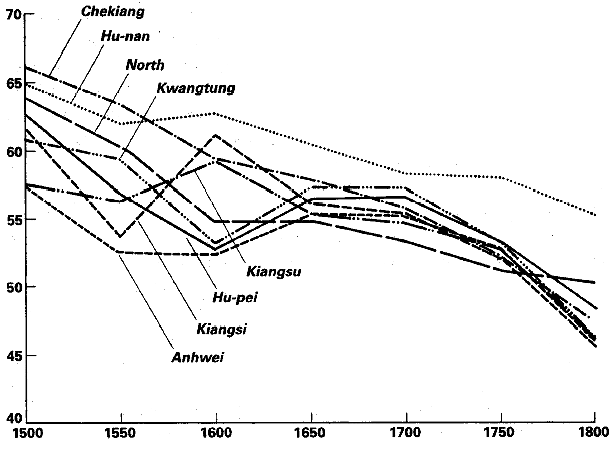 70
Chekiang
Hu-nan
North
65
Kwangtung
60
55
Kiangsu
50
Hu-pei
Kiangsi
45
Anhwei
40
1500 1550 1600 1650 1700 1750 1800